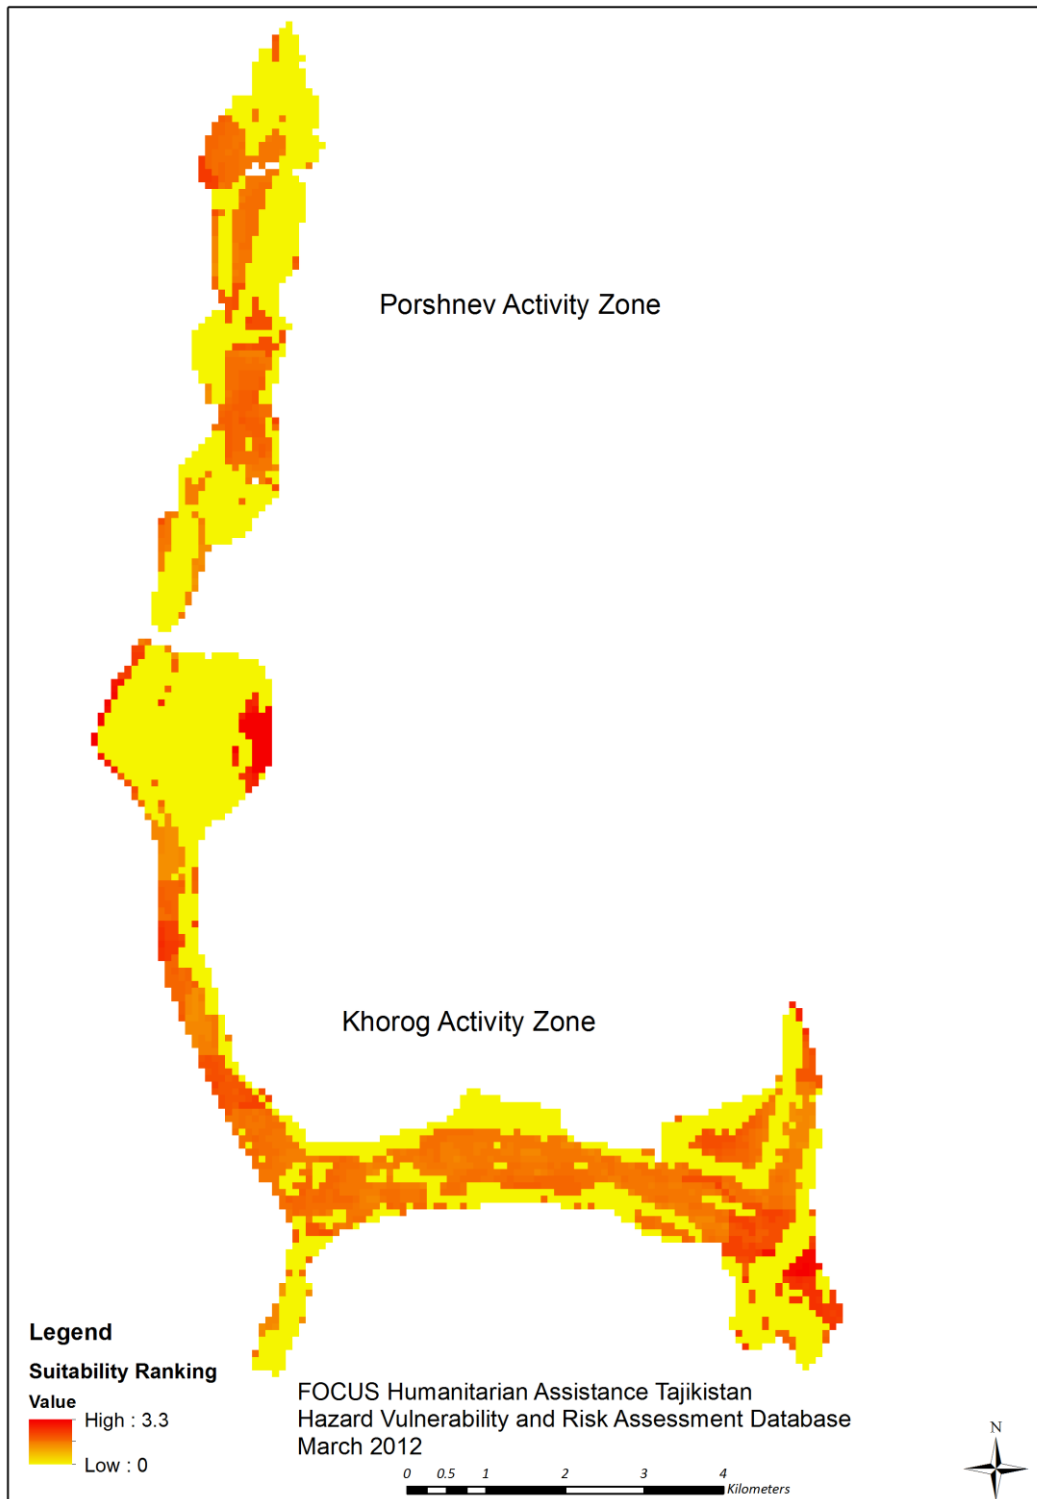 Porshnev Activity Zone
Khorog Activity Zone
Legend
Suitability Ranking
Value
High : 3.3
Low : 0
FOCUS Humanitarian Assistance Tajikistan
Hazard Vulnerability and Risk Assessment Database
March 2012
0 0.5 1 2 3 4
Kilometers
N